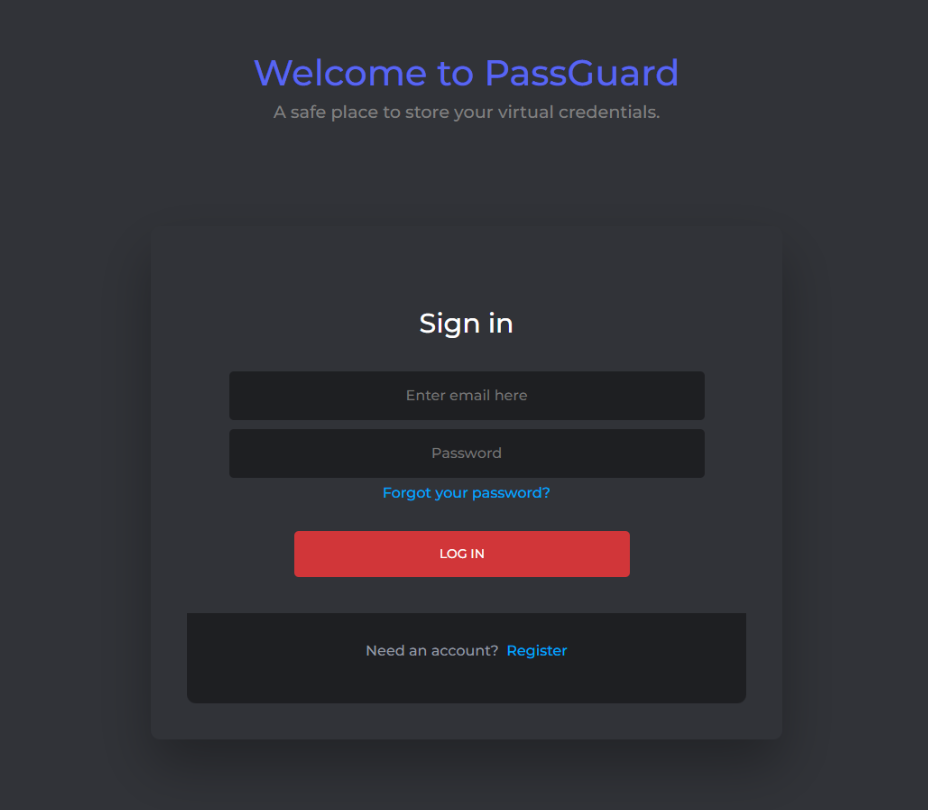 Welcome to PassGuard
A safe place to store your virtual credentials.
Sign in
Enter email here
Password
Forgot your password?
LOG IN
Need an account? Register